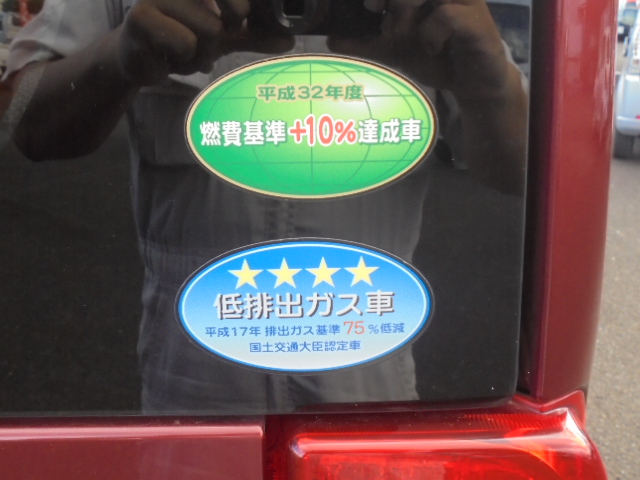 平成32年度
燃費基準+10%達成車
低排出ガス車
平成17年 排出ガス基準 75 %低減
国土交通大臣認定車